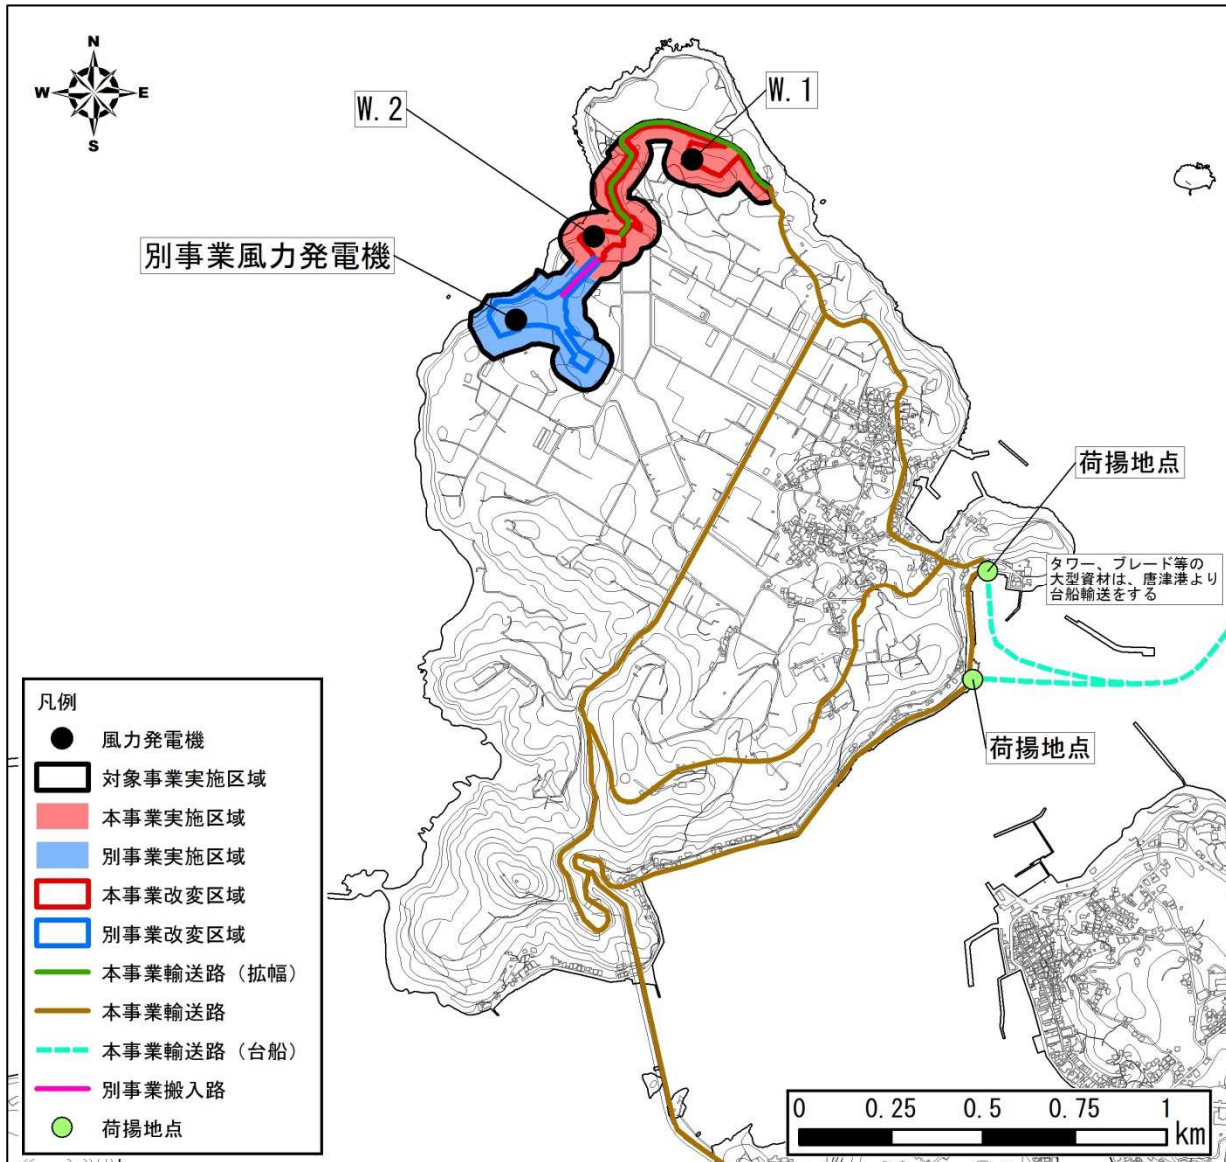 N
W
E
S
W.1
W.2
別事業風力発電機
荷揚地点
タワー、ブレード等の
大型資材は、唐津港より
台船輸送をする
荷揚地点
凡例
風力発電機
対象事業実施区域
本事業実施区域
別事業実施区域
本事業改変区域
別事業改変区域
本事業輸送路（拡幅）
本事業輸送路
本事業輸送路（台船）
別事業搬入路
荷揚地点
0 0.25 0.5 0.75 1
km